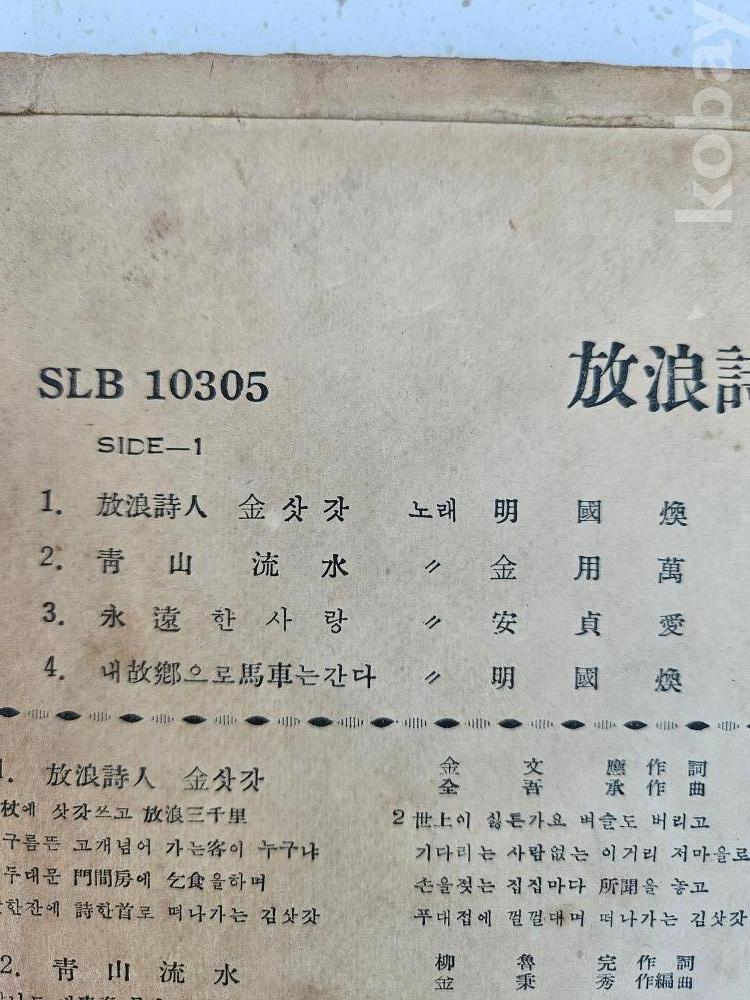 kobay
SLB 10305
放浪詩
SIDE—1
1. 放浪詩人 金삿갓 노래 明國煥
2. 靑山流水 〃 金用萬
3. 永遠한사랑 〃 安貞愛
4. 내故鄕으로馬車는간다 〃 明國煥
1. 放浪詩人 金삿갓
金文應作詞
全吾承作曲
杖에 삿갓쓰고 放浪三千里
구름뜬 고개넘어 가는客이 누구냐
두대문 門間房에 乞食을하며
한잔에 詩한首로 떠나가는 김삿갓
2 世上이 싫든가요 버슬도 버리고
기다리는 사람없는 이거리 저마을로
손을젖는 집집마다 所聞을 놓고
푸대접에 껄껄대며 떠나가는 김삿갓
2. 靑山流水
柳魯完作詞
金秉秀作編曲